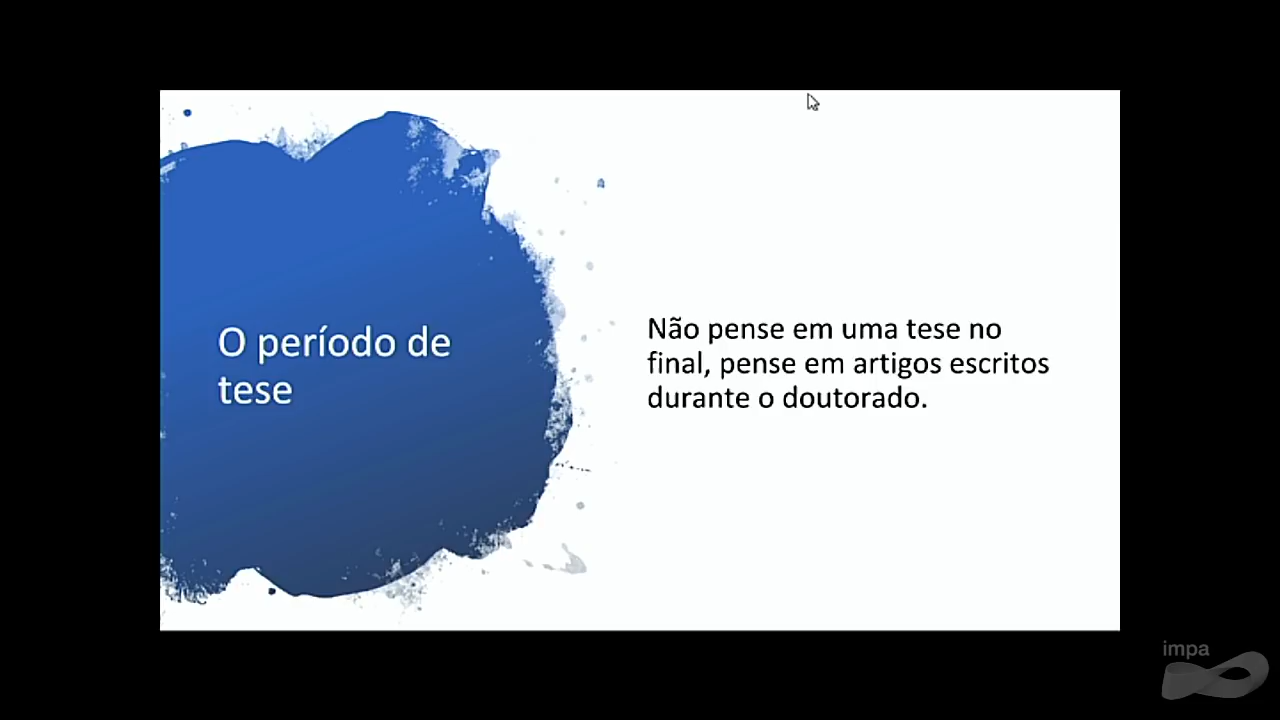 O período de
tese
Não pense em uma tese no
final, pense em artigos escritos
durante o doutorado.
impa